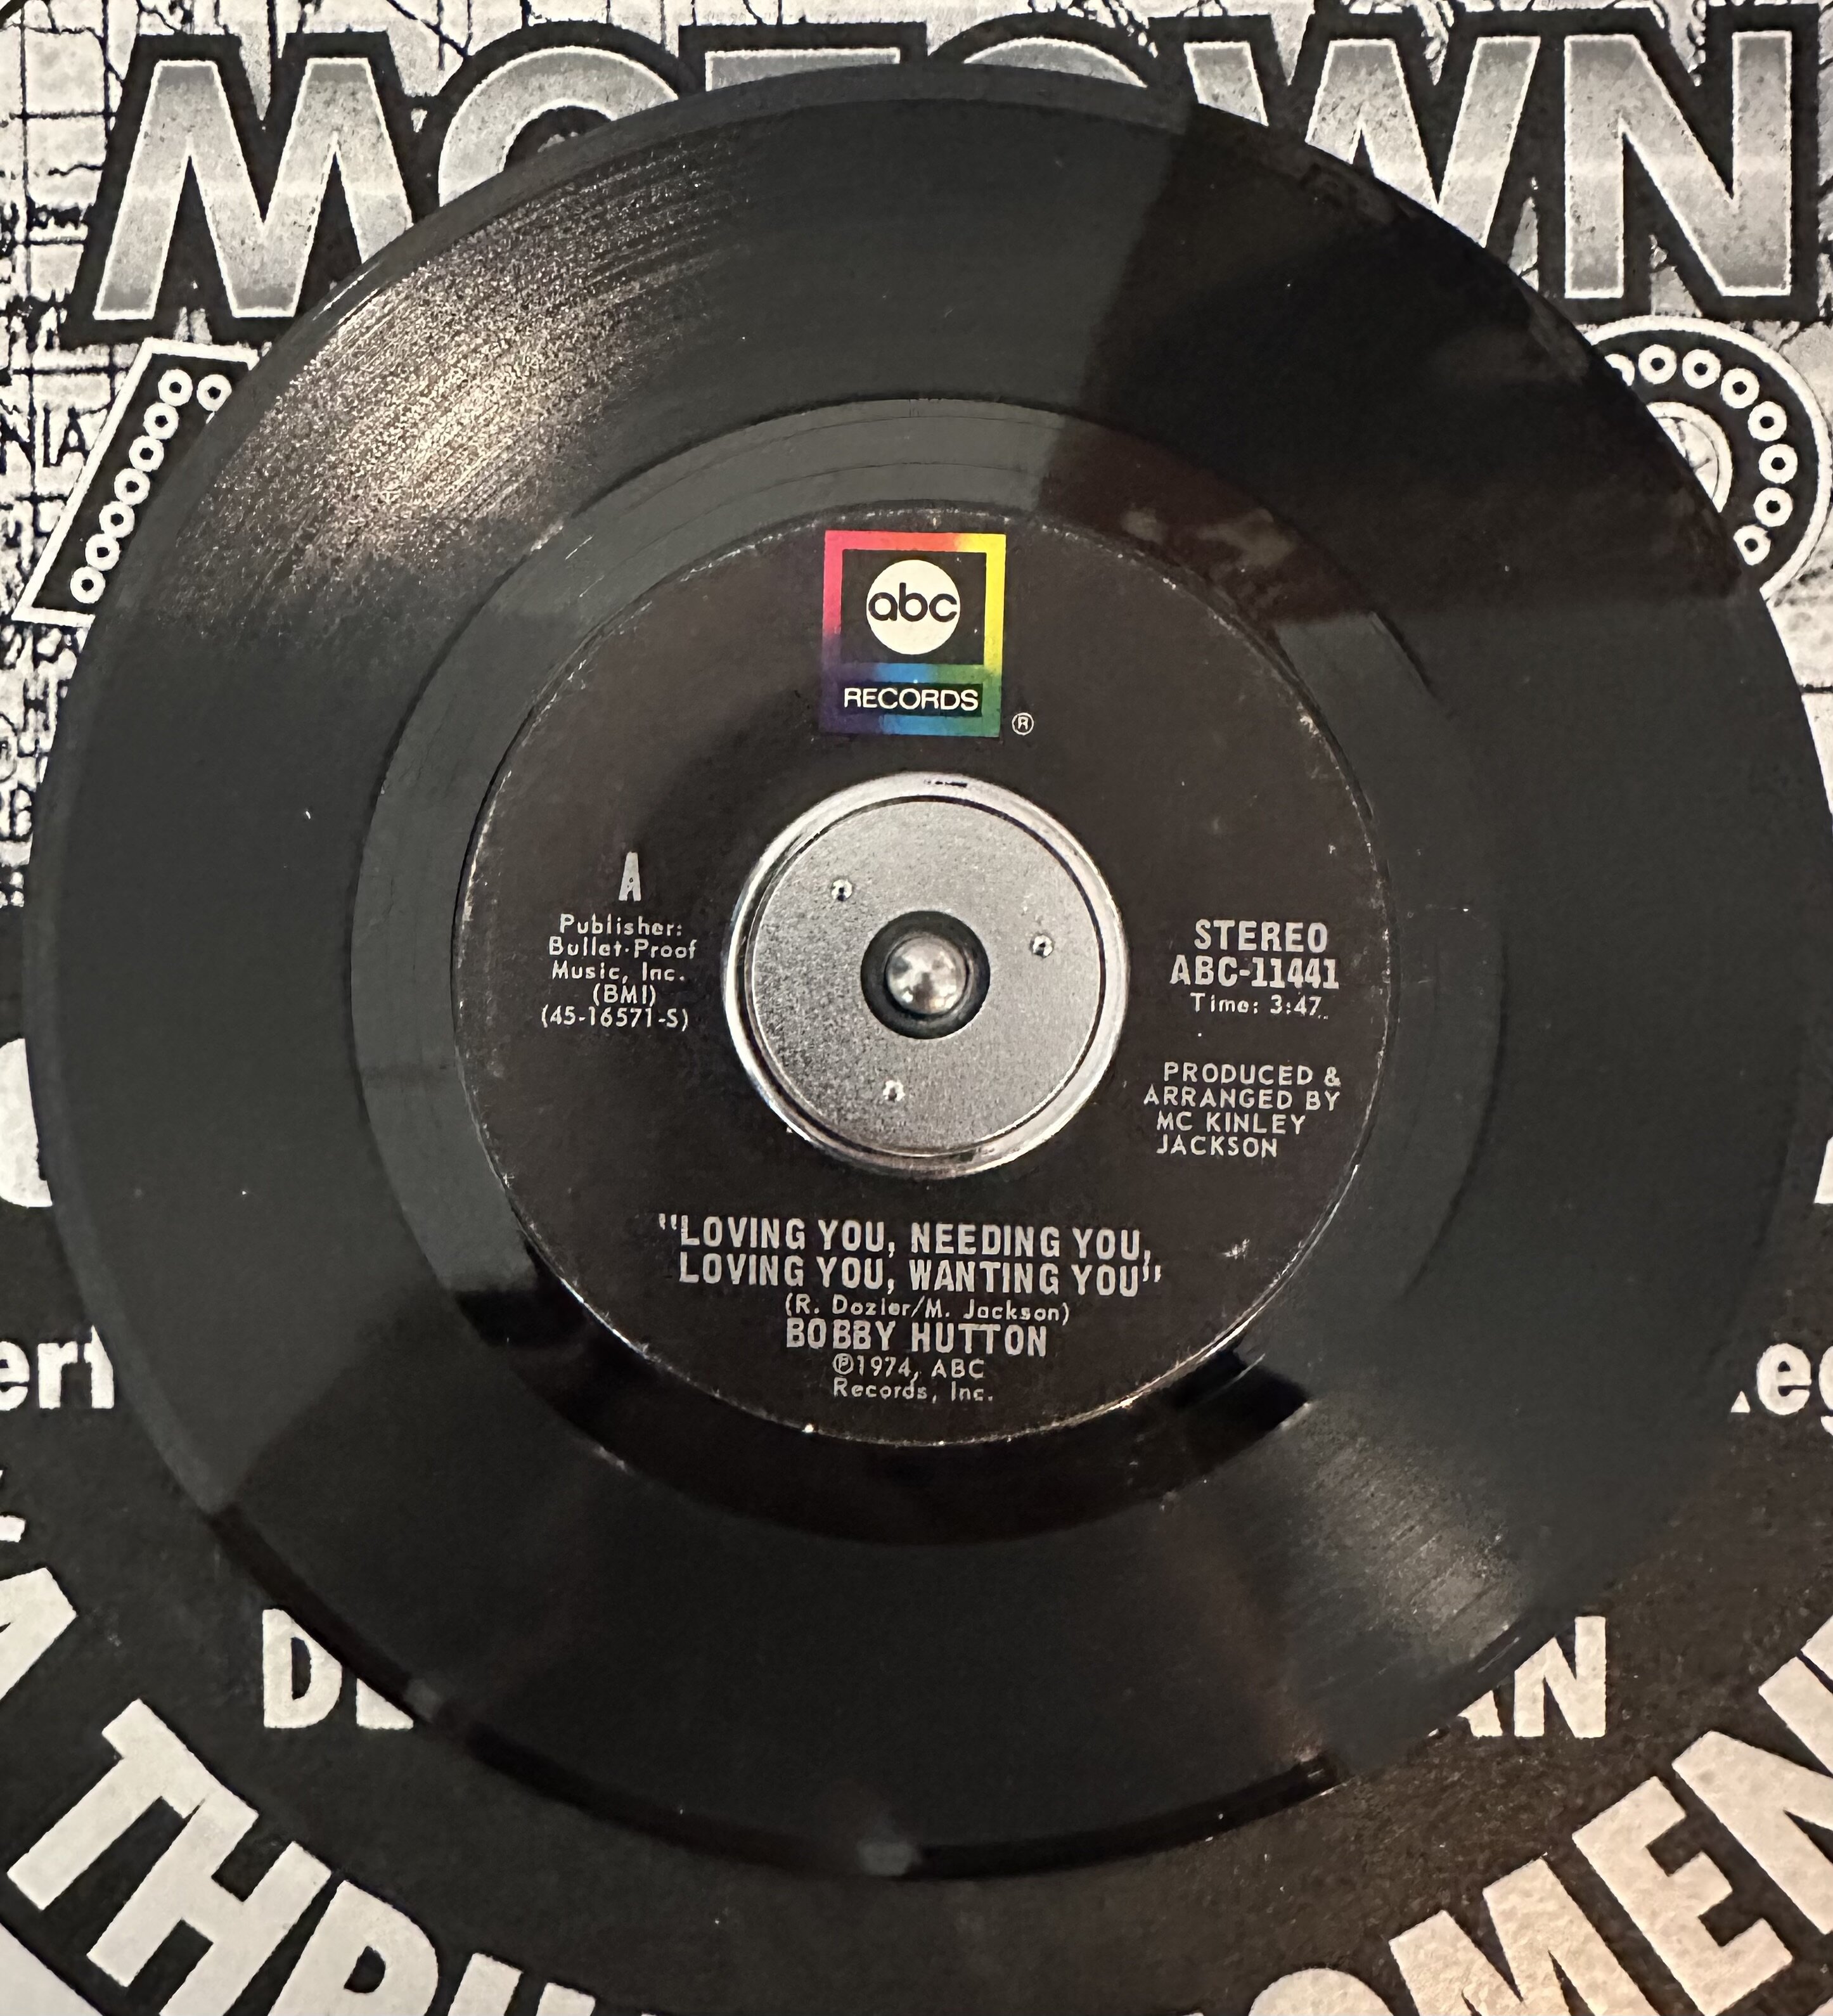 MOTOWN
NIA
abc
RECORDS
®
A
Publisher:
Bullet-Proof
Music, Inc.
(BMI)
(45-16571-S)
STEREO
ABC-11441
Time: 3:47
PRODUCED &
ARRANGED BY
MC KINLEY
JACKSON
"LOVING YOU, NEEDING YOU,
LOVING YOU, WANTING YOU"
(R. Dozier/M. Jackson)
BOBBY HUTTON
℗1974, ABC
Records, Inc.